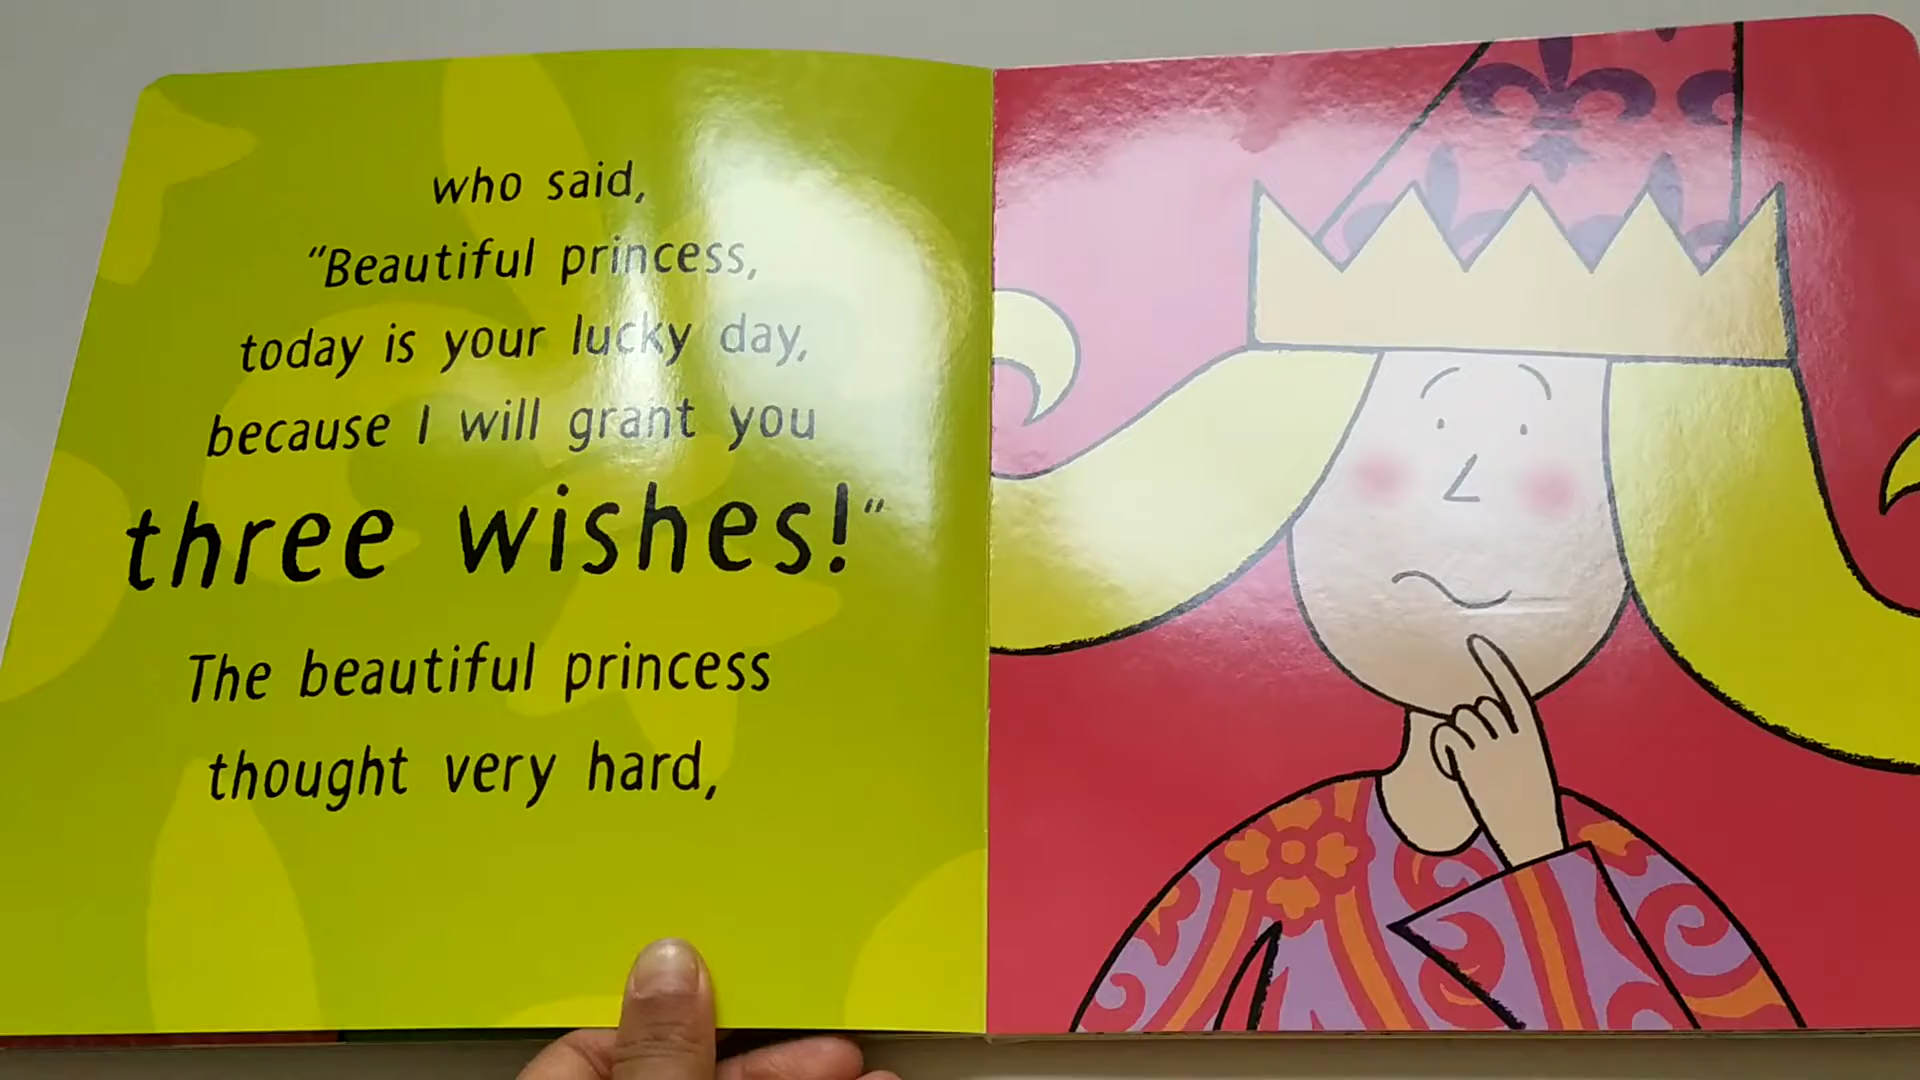 who said,
“Beautiful princess,
today is your lucky day,
because I will grant you
three wishes!”
The beautiful princess
thought very hard,